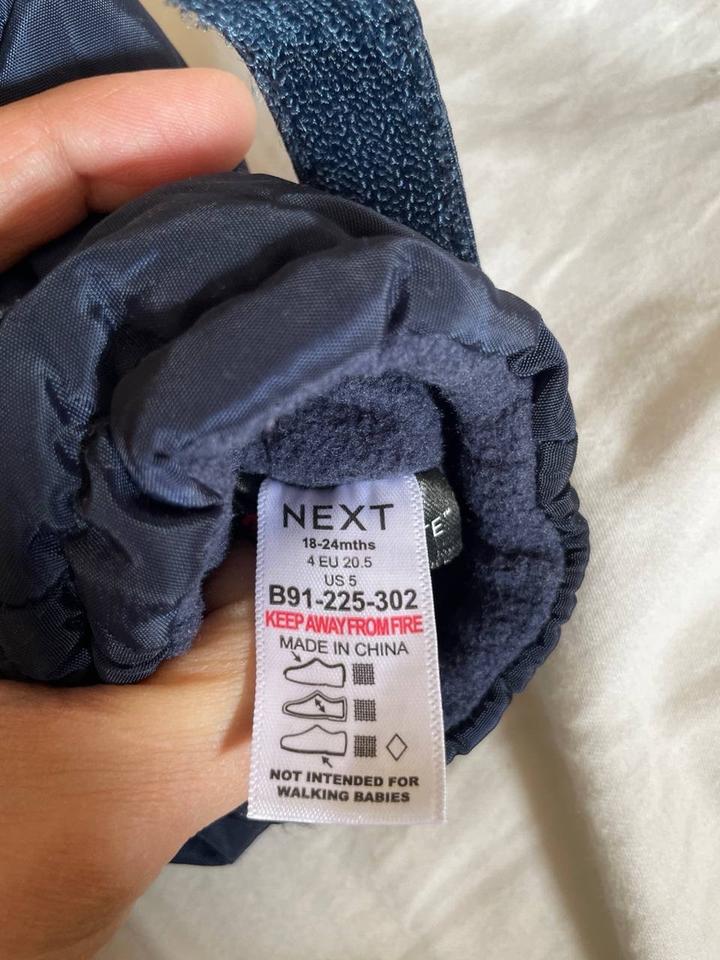 NEXT
18-24mths
4 EU 20.5
US 5
B91-225-302
KEEP AWAY FROM FIRE
MADE IN CHINA
NOT INTENDED FOR
WALKING BABIES